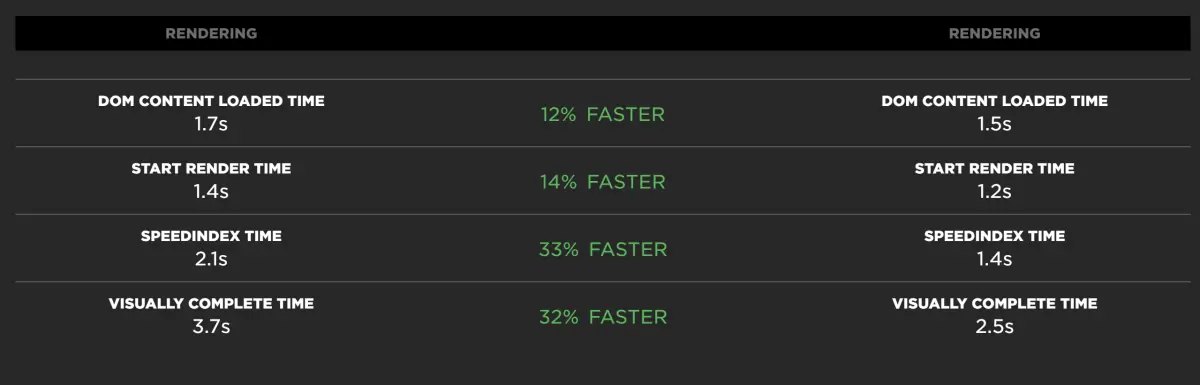 RENDERING RENDERING
DOM CONTENT LOADED TIME 12% FASTER DOM CONTENT LOADED TIME
1.7s 1.5s
START RENDER TIME 14% FASTER START RENDER TIME
1.4s 1.2s
SPEEDINDEX TIME 33% FASTER SPEEDINDEX TIME
2.1s 1.4s
VISUALLY COMPLETE TIME 32% FASTER VISUALLY COMPLETE TIME
3.7s 2.5s